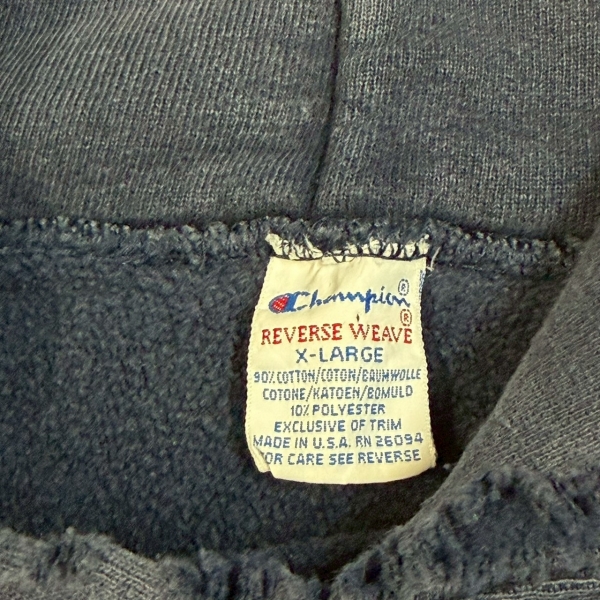 Champion®
REVERSE WEAVE®
X-LARGE
90% COTTON/COTON/BAUMWOLLE
COTONE/KATOEN/BOMULD
10% POLYESTER
EXCLUSIVE OF TRIM
MADE IN U.S.A. RN 26094
FOR CARE SEE REVERSE